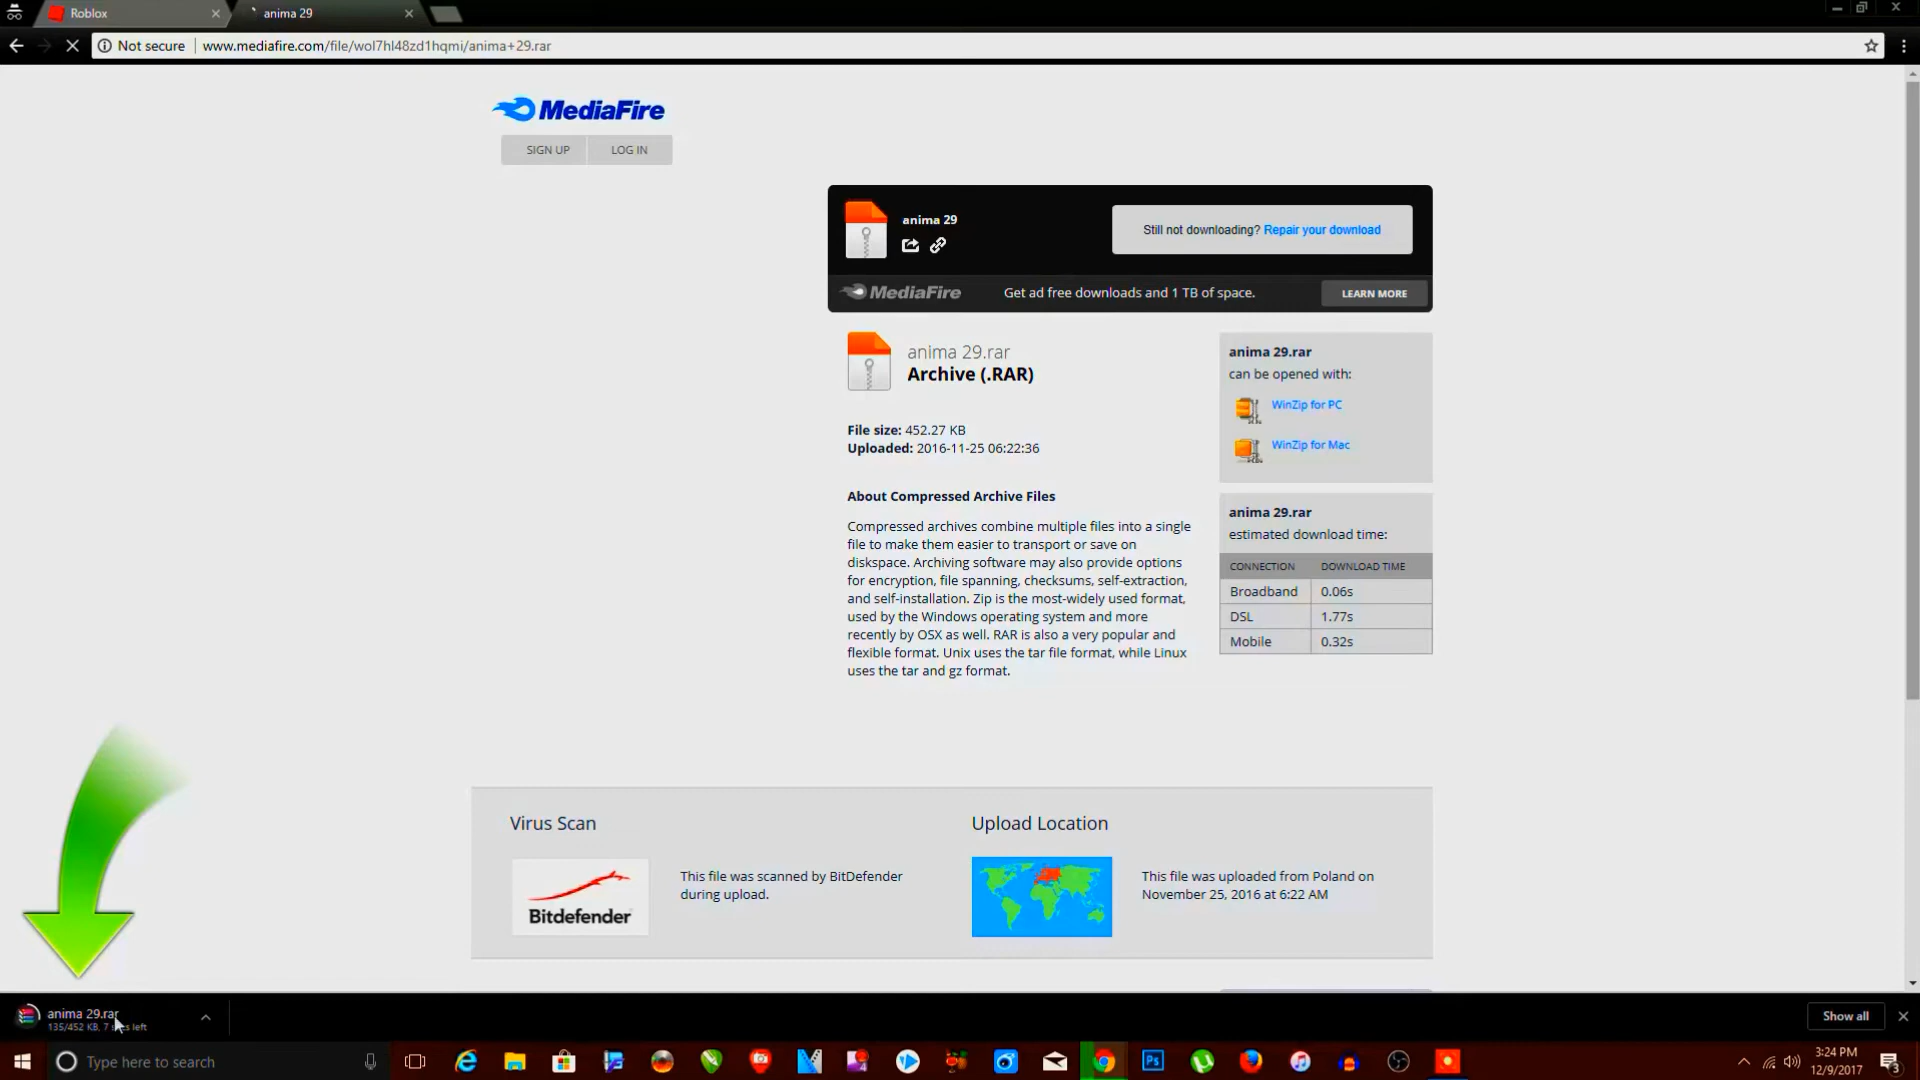 Roblox
anima 29
Not secure
www.mediafire.com/file/wol7hl48zd1hqmi/anima+29.rar
MediaFire
SIGN UP
LOG IN
anima 29
Still not downloading? Repair your download
MediaFire
Get ad free downloads and 1 TB of space.
LEARN MORE
anima 29.rar
Archive (.RAR)
File size: 452.27 KB
Uploaded: 2016-11-25 06:22:36
About Compressed Archive Files
Compressed archives combine multiple files into a single
file to make them easier to transport or save on
diskspace. Archiving software may also provide options
for encryption, file spanning, checksums, self-extraction,
and self-installation. Zip is the most-widely used format,
used by the Windows operating system and more
recently by OSX as well. RAR is also a very popular and
flexible format. Unix uses the tar file format, while Linux
uses the tar and gz format.
anima 29.rar
can be opened with:
WinZip for PC
WinZip for Mac
anima 29.rar
estimated download time:
CONNECTION DOWNLOAD TIME
Broadband 0.06s
DSL 1.77s
Mobile 0.32s
Virus Scan
Bitdefender
This file was scanned by BitDefender
during upload.
Upload Location
This file was uploaded from Poland on
November 25, 2016 at 6:22 AM
anima 29.rar
135/452 KB, 7 left
Show all
Type here to search
Ps
3:24 PM
12/9/2017
3